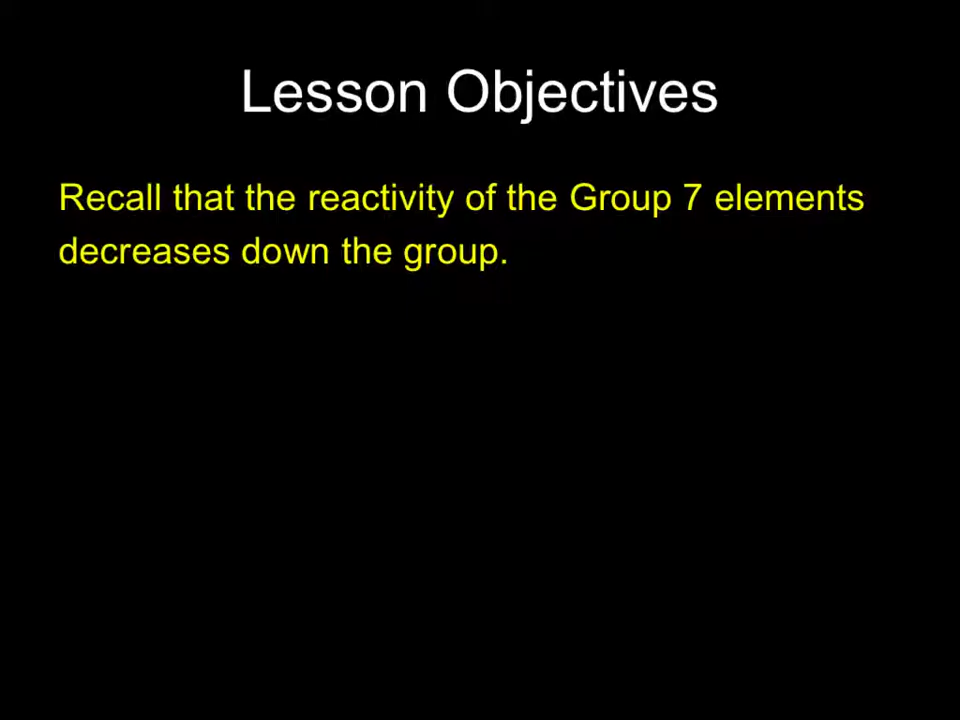 Lesson Objectives
Recall that the reactivity of the Group 7 elements
decreases down the group.